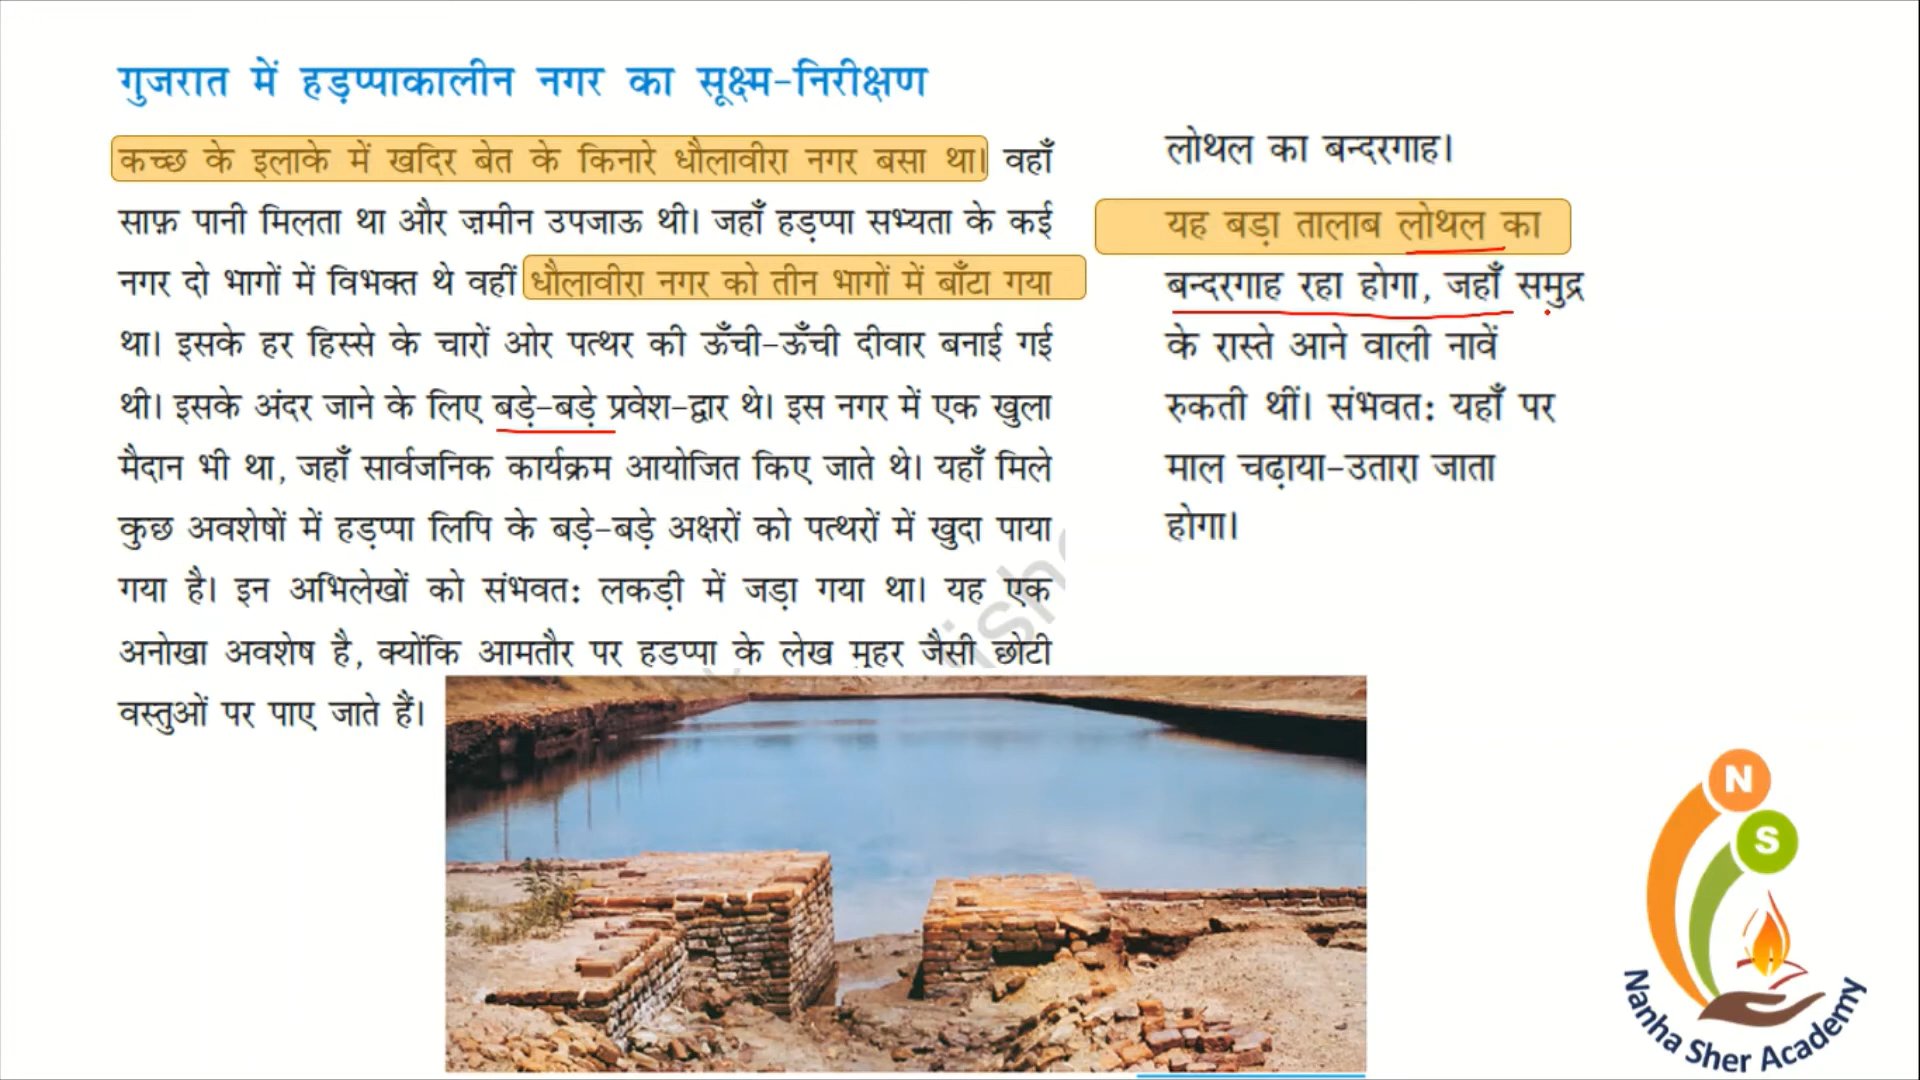 गुजरात में हड़प्पाकालीन नगर का सूक्ष्म-निरीक्षण
कच्छ के इलाके में खदिर बेत के किनारे धौलावीरा नगर बसा था। वहाँ
साफ़ पानी मिलता था और ज़मीन उपजाऊ थी। जहाँ हड़प्पा सभ्यता के कई
नगर दो भागों में विभक्त थे वहीं धौलावीरा नगर को तीन भागों में बाँटा गया
था। इसके हर हिस्से के चारों ओर पत्थर की ऊँची-ऊँची दीवार बनाई गई
थी। इसके अंदर जाने के लिए बड़े-बड़े प्रवेश-द्वार थे। इस नगर में एक खुला
मैदान भी था, जहाँ सार्वजनिक कार्यक्रम आयोजित किए जाते थे। यहाँ मिले
कुछ अवशेषों में हड़प्पा लिपि के बड़े-बड़े अक्षरों को पत्थरों में खुदा पाया
गया है। इन अभिलेखों को संभवत: लकड़ी में जड़ा गया था। यह एक
अनोखा अवशेष है, क्योंकि आमतौर पर हडप्पा के लेख मुहर जैसी छोटी
वस्तुओं पर पाए जाते हैं।
लोथल का बन्दरगाह।
यह बड़ा तालाब लोथल का
बन्दरगाह रहा होगा, जहाँ समुद्र
के रास्ते आने वाली नावें
रुकती थीं। संभवत: यहाँ पर
माल चढ़ाया-उतारा जाता
होगा।
N
S
Nanha Sher Academy